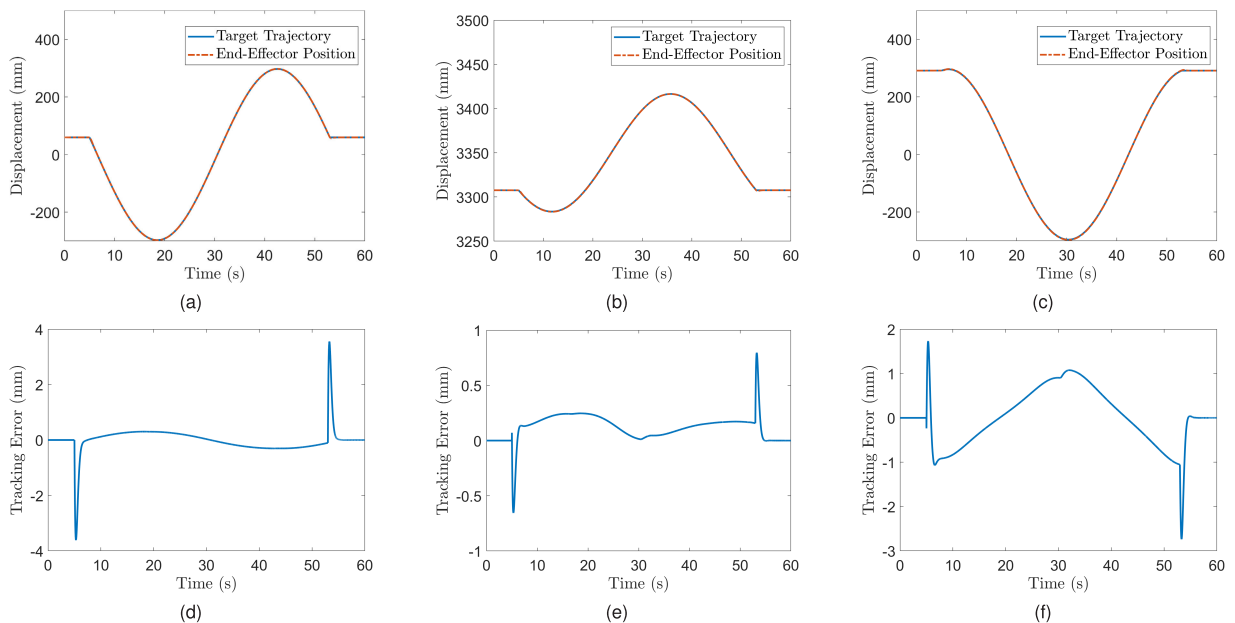 400
200
0
-200
Displacement (mm)
Target Trajectory
End-Effector Position
0 10 20 30 40 50 60
Time (s)
(a)
3500
3450
3400
3350
3300
3250
Displacement (mm)
Target Trajectory
End-Effector Position
0 10 20 30 40 50 60
Time (s)
(b)
400
200
0
-200
Displacement (mm)
Target Trajectory
End-Effector Position
0 10 20 30 40 50 60
Time (s)
(c)
4
2
0
-2
-4
Tracking Error (mm)
0 10 20 30 40 50 60
Time (s)
(d)
1
0.5
0
-0.5
-1
Tracking Error (mm)
0 10 20 30 40 50 60
Time (s)
(e)
2
1
0
-1
-2
-3
Tracking Error (mm)
0 10 20 30 40 50 60
Time (s)
(f)